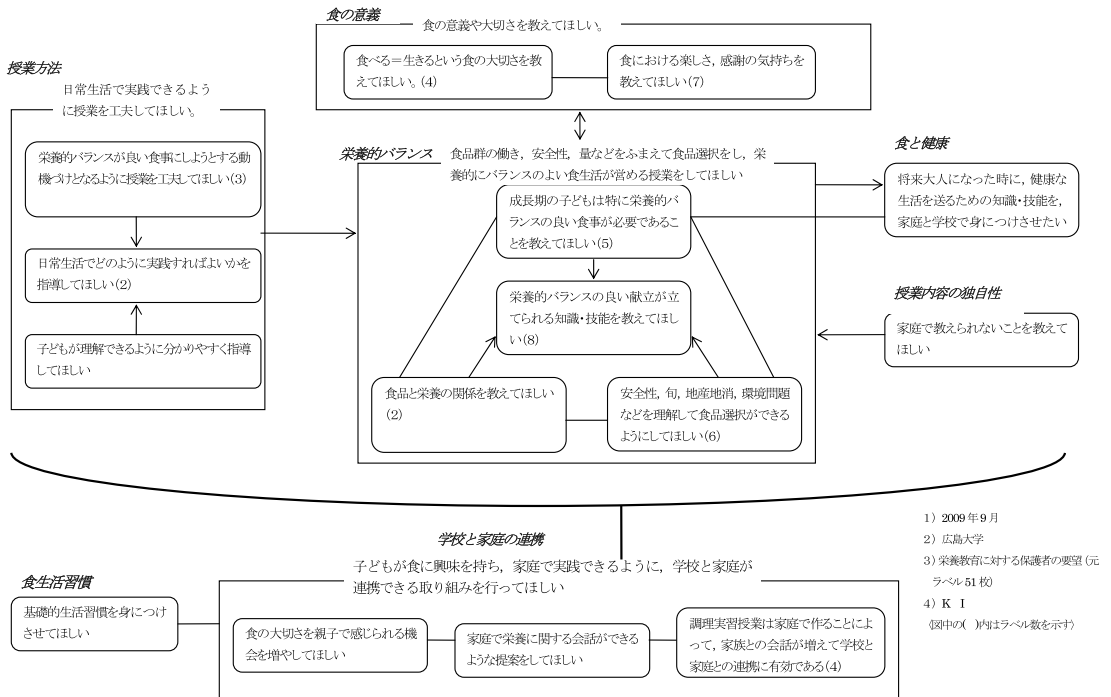 食の意義
食の意義や大切さを教えてほしい。
食べる＝生きるという食の大切さを教
えてほしい。(4)
食における楽しさ，感謝の気持ちを
教えてほしい(7)
授業方法
日常生活で実践できるよう
に授業を工夫してほしい。
栄養的バランスが良い食事にしようとする動
機づけとなるように授業を工夫してほしい(3)
日常生活でどのように実践すればよいかを
指導してほしい(2)
子どもが理解できるように分かりやすく指導
してほしい
栄養的バランス
食品群の働き，安全性，量などをふまえて食品選択をし，栄
養的にバランスのよい食生活が営める授業をしてほしい
成長期の子どもは特に栄養的バ
ランスの良い食事が必要であるこ
とを教えてほしい(5)
栄養的バランスの良い献立が立
てられる知識・技能を教えてほし
い(8)
食品と栄養の関係を教えてほしい
(2)
安全性，旬，地産地消，環境問題
などを理解して食品選択ができる
ようにしてほしい(6)
食と健康
将来大人になった時に，健康な
生活を送るための知識・技能を，
家庭と学校で身につけさせたい
授業内容の独自性
家庭で教えられないことを教えて
ほしい
学校と家庭の連携
子どもが食に興味を持ち，家庭で実践できるように，学校と家庭が
連携できる取り組みを行ってほしい
食生活習慣
基礎的生活習慣を身につけ
させてほしい
食の大切さを親子で感じられる機
会を増やしてほしい
家庭で栄養に関する会話ができる
ような提案をしてほしい
調理実習授業は家庭で作ることによ
って，家族との会話が増えて学校と
家庭との連携に有効である(4)
1）2009年9月
2）広島大学
3）栄養教育に対する保護者の要望（元
ラベル51枚）
4）K I
（図中の( )内はラベル数を示す）